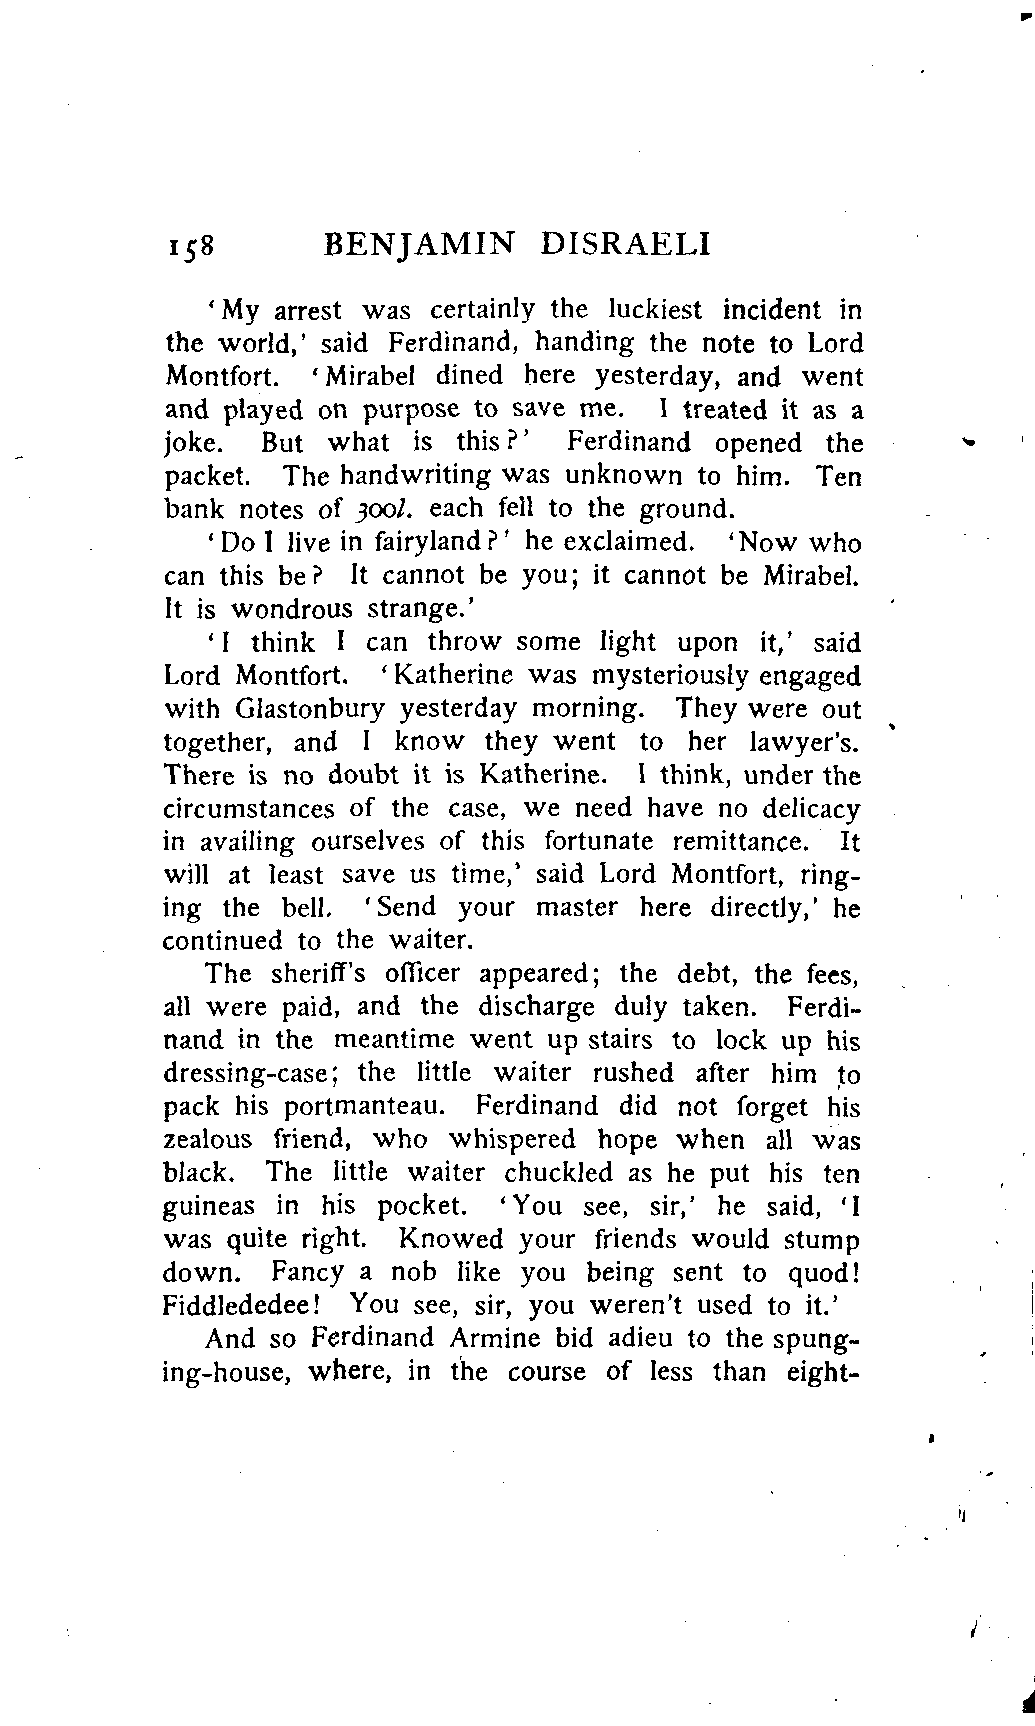 158 BENJAMIN DISRAELI
‘My arrest was certainly the luckiest incident in
the world,’ said Ferdinand, handing the note to Lord
Montfort. ‘Mirabel dined here yesterday, and went
and played on purpose to save me. I treated it as a
joke. But what is this?’ Ferdinand opened the
packet. The handwriting was unknown to him. Ten
bank notes of 300l. each fell to the ground.
‘Do I live in fairyland?’ he exclaimed. ‘Now who
can this be? It cannot be you; it cannot be Mirabel.
It is wondrous strange.’
‘I think I can throw some light upon it,’ said
Lord Montfort. ‘Katherine was mysteriously engaged
with Glastonbury yesterday morning. They were out
together, and I know they went to her lawyer's.
There is no doubt it is Katherine. I think, under the
circumstances of the case, we need have no delicacy
in availing ourselves of this fortunate remittance. It
will at least save us time,’ said Lord Montfort, ring-
ing the bell. ‘Send your master here directly,’ he
continued to the waiter.
The sheriff's officer appeared; the debt, the fees,
all were paid, and the discharge duly taken. Ferdi-
nand in the meantime went up stairs to lock up his
dressing-case; the little waiter rushed after him to
pack his portmanteau. Ferdinand did not forget his
zealous friend, who whispered hope when all was
black. The little waiter chuckled as he put his ten
guineas in his pocket. ‘You see, sir,’ he said, ‘I
was quite right. Knowed your friends would stump
down. Fancy a nob like you being sent to quod!
Fiddlededee! You see, sir, you weren't used to it.’
And so Ferdinand Armine bid adieu to the spung-
ing-house, where, in the course of less than eight-